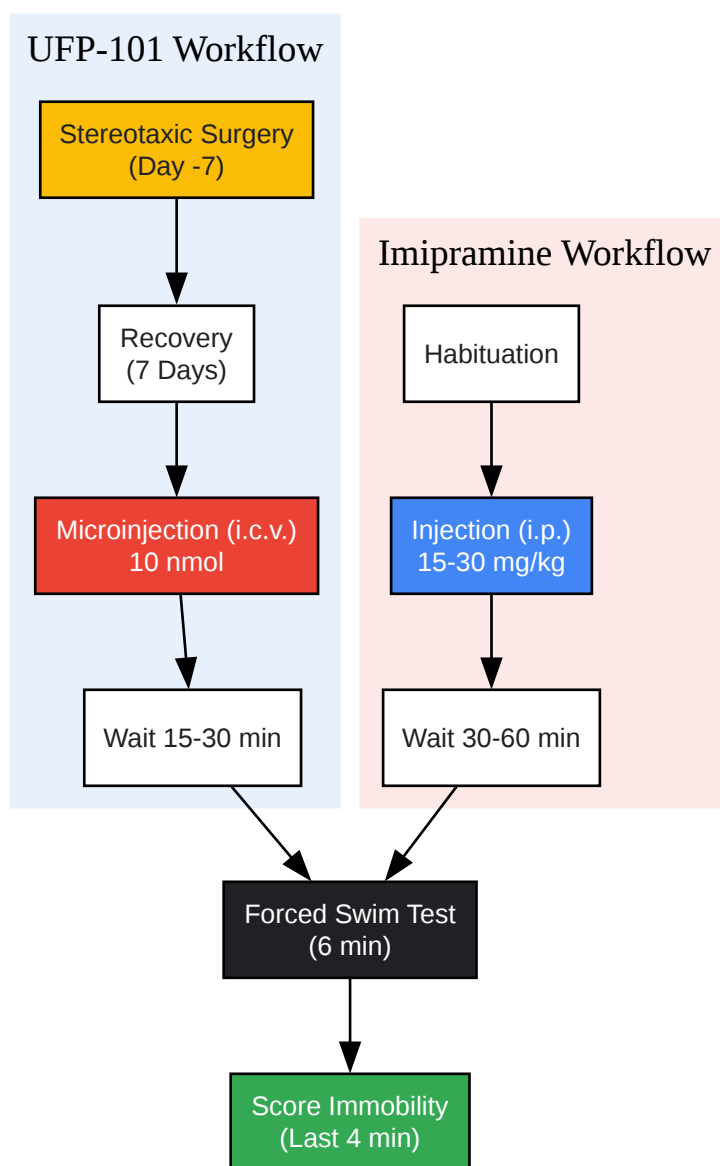 UFP-101 Workflow
Stereotaxic Surgery
(Day -7)
Recovery
(7 Days)
Microinjection (i.c.v.)
10 nmol
Wait 15-30 min
Imipramine Workflow
Habituation
Injection (i.p.)
15-30 mg/kg
Wait 30-60 min
Forced Swim Test
(6 min)
Score Immobility
(Last 4 min)